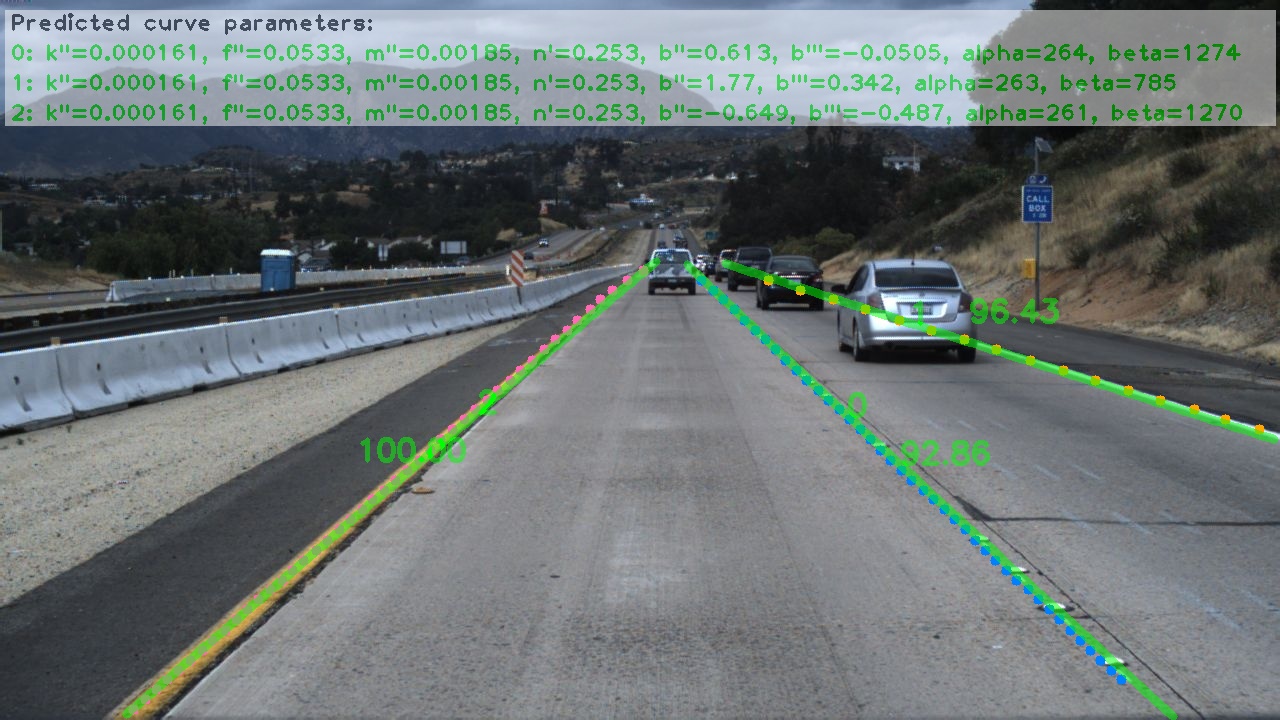 Predicted curve parameters:
0: k''=0.000161, f''=0.0533, m''=0.00185, n'=0.253, b''=0.613, b'''=-0.0505, alpha=264, beta=1274
1: k''=0.000161, f''=0.0533, m''=0.00185, n'=0.253, b''=1.77, b'''=0.342, alpha=263, beta=785
2: k''=0.000161, f''=0.0533, m''=0.00185, n'=0.253, b''=-0.649, b'''=-0.487, alpha=261, beta=1270
CALL
BOX
1
96.43
2
0
100.00
92.86